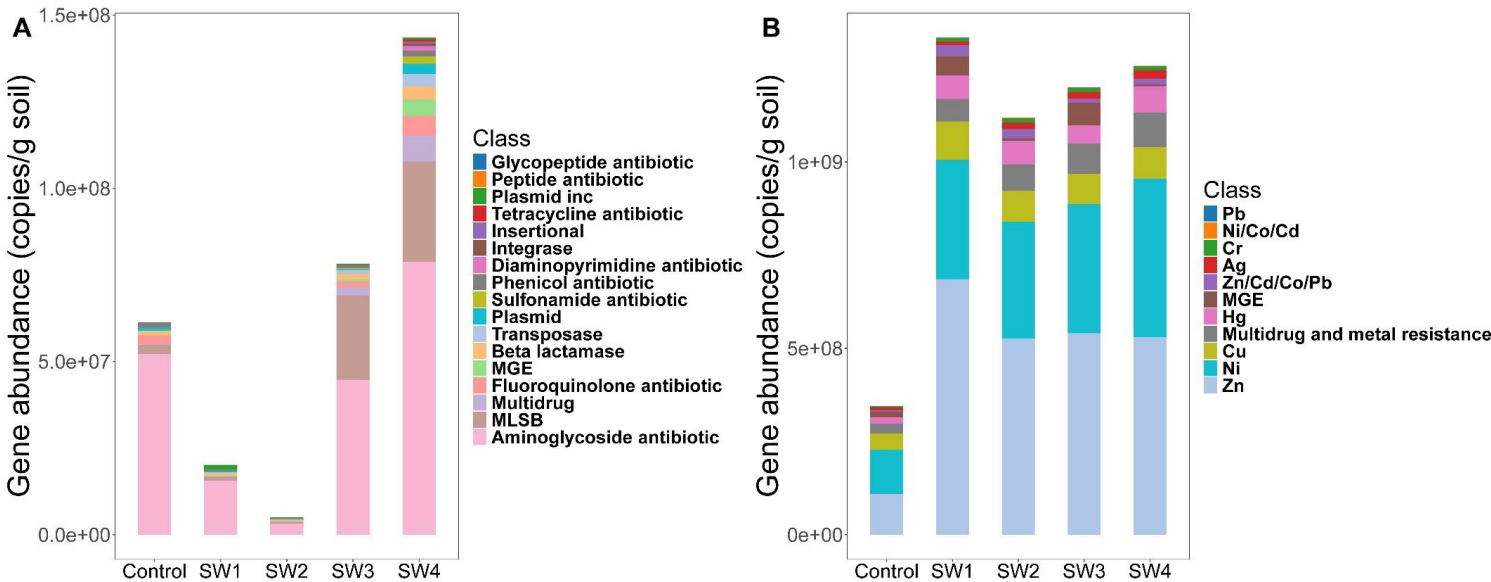 A
Gene abundance (copies/g soil)
1.5e+08
1.0e+08
5.0e+07
0.0e+00
Control SW1 SW2 SW3 SW4
Class
Glycopeptide antibiotic
Peptide antibiotic
Plasmid inc
Tetracycline antibiotic
Insertional
Integrase
Diaminopyrimidine antibiotic
Phenicol antibiotic
Sulfonamide antibiotic
Plasmid
Transposase
Beta lactamase
MGE
Fluoroquinolone antibiotic
Multidrug
MLSB
Aminoglycoside antibiotic
B
Gene abundance (copies/g soil)
1e+09
5e+08
0e+00
Control SW1 SW2 SW3 SW4
Class
Pb
Ni/Co/Cd
Cr
Ag
Zn/Cd/Co/Pb
MGE
Hg
Multidrug and metal resistance
Cu
Ni
Zn